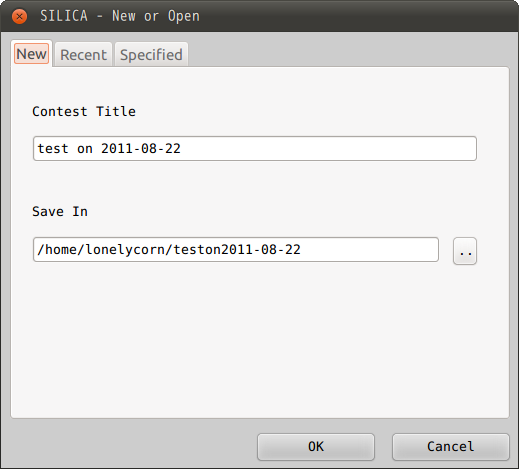 SILICA - New or Open
New Recent Specified
Contest Title
test on 2011-08-22
Save In
/home/lonelycorn/teston2011-08-22 ..
OK Cancel